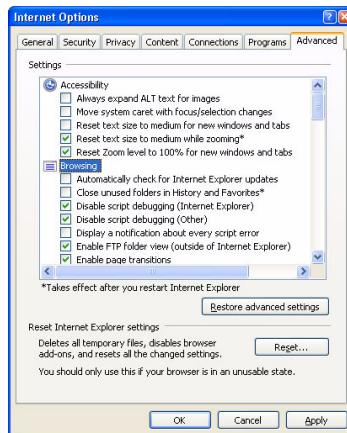 Internet Options
General Security Privacy Content Connections Programs Advanced
Settings
Accessibility
Always expand ALT text for images
Move system caret with focus/selection changes
Reset text size to medium for new windows and tabs
Reset text size to medium while zooming*
Reset Zoom level to 100% for new windows and tabs
Browsing
Automatically check for Internet Explorer updates
Close unused folders in History and Favorites*
Disable script debugging (Internet Explorer)
Disable script debugging (Other)
Display a notification about every script error
Enable FTP folder view (outside of Internet Explorer)
Enable page transitions
*Takes effect after you restart Internet Explorer
Restore advanced settings
Reset Internet Explorer settings
Deletes all temporary files, disables browser
add-ons, and resets all the changed settings.
Reset...
You should only use this if your browser is in an unusable state.
OK Cancel Apply